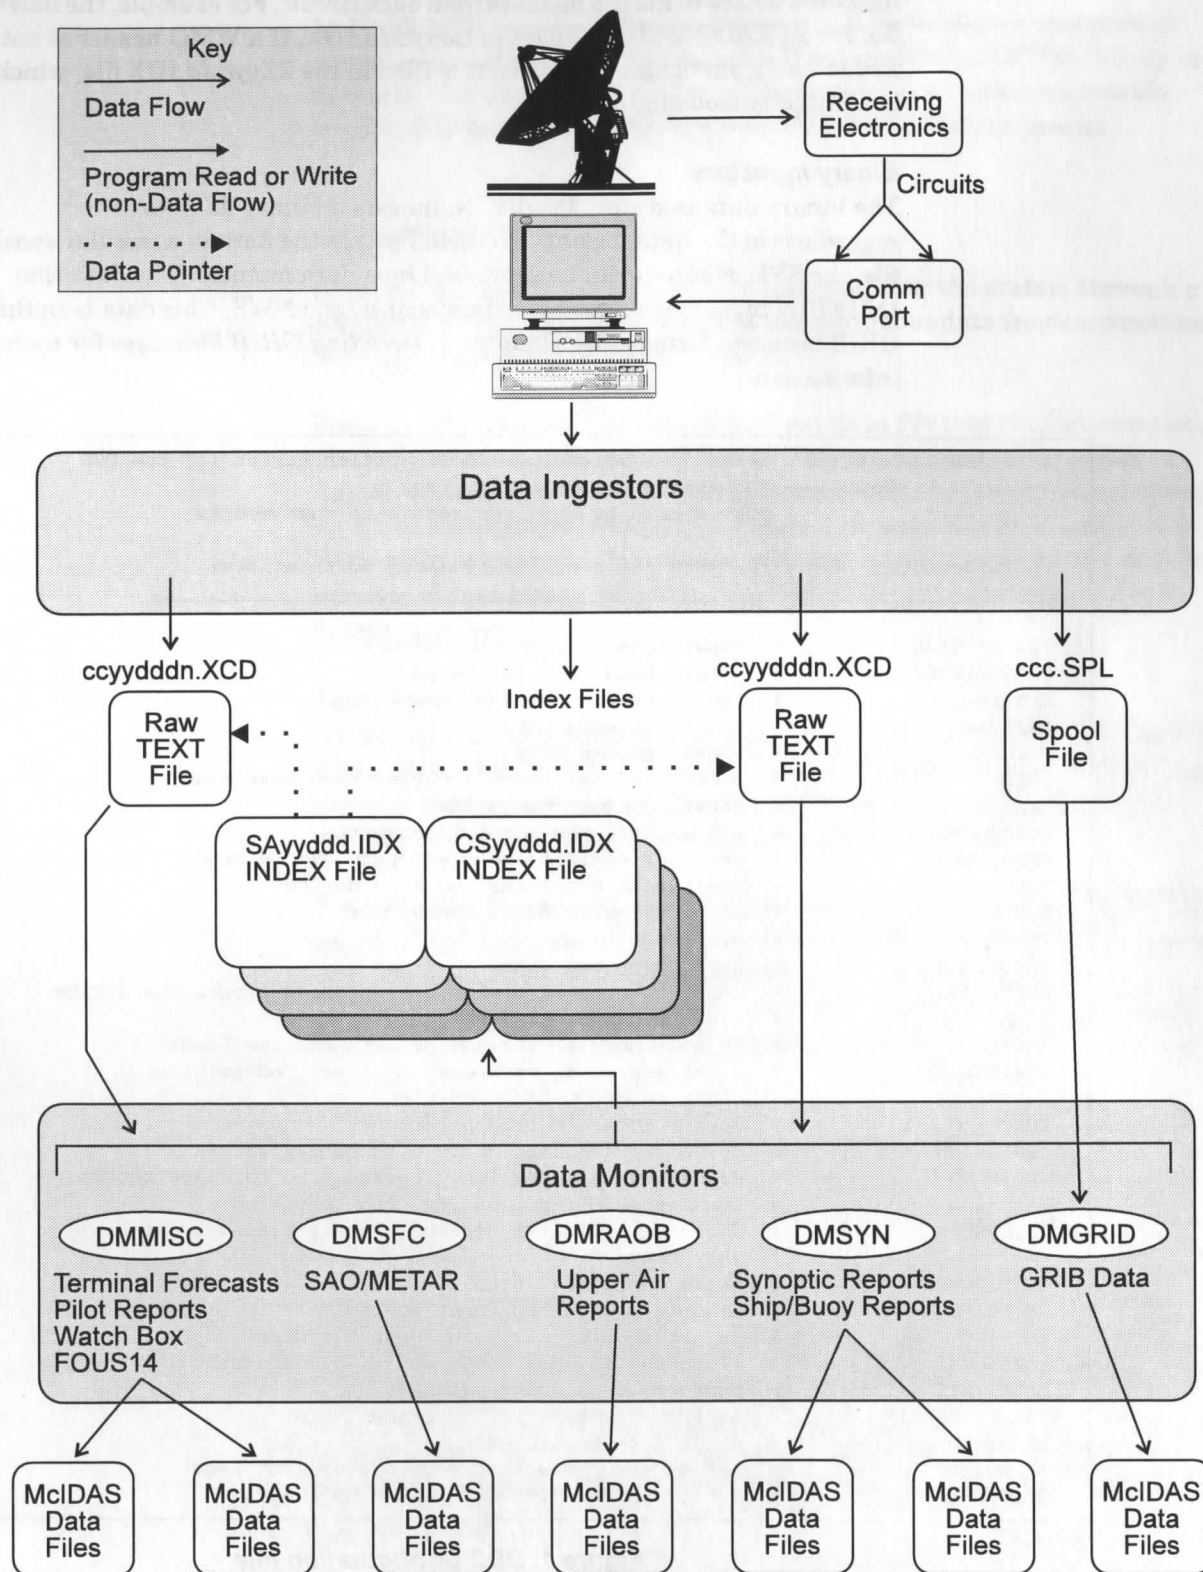 Key
Data Flow
Program Read or Write
(non-Data Flow)
Data Pointer
Receiving
Electronics
Circuits
Comm
Port
Data Ingestors
ccyydddn.XCD
Raw
TEXT
File
Index Files
ccyydddn.XCD
Raw
TEXT
File
ccc.SPL
Spool
File
SAyyddd.IDX
INDEX File
CSyyddd.IDX
INDEX File
Data Monitors
DMMISC
Terminal Forecasts
Pilot Reports
Watch Box
FOUS14
DMSFC
SAO/METAR
DMRAOB
Upper Air
Reports
DMSYN
Synoptic Reports
Ship/Buoy Reports
DMGRID
GRIB Data
McIDAS
Data
Files
McIDAS
Data
Files
McIDAS
Data
Files
McIDAS
Data
Files
McIDAS
Data
Files
McIDAS
Data
Files
McIDAS
Data
Files